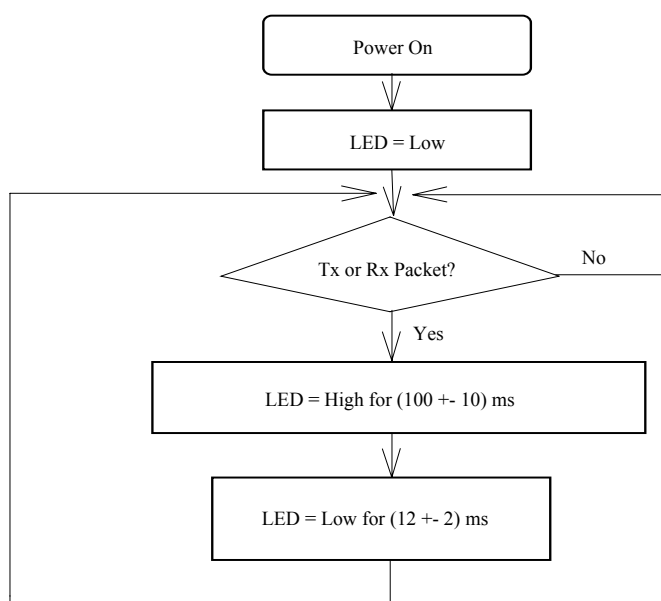 Power On
LED = Low
Tx or Rx Packet?
No
Yes
LED = High for (100 +- 10) ms
LED = Low for (12 +- 2) ms